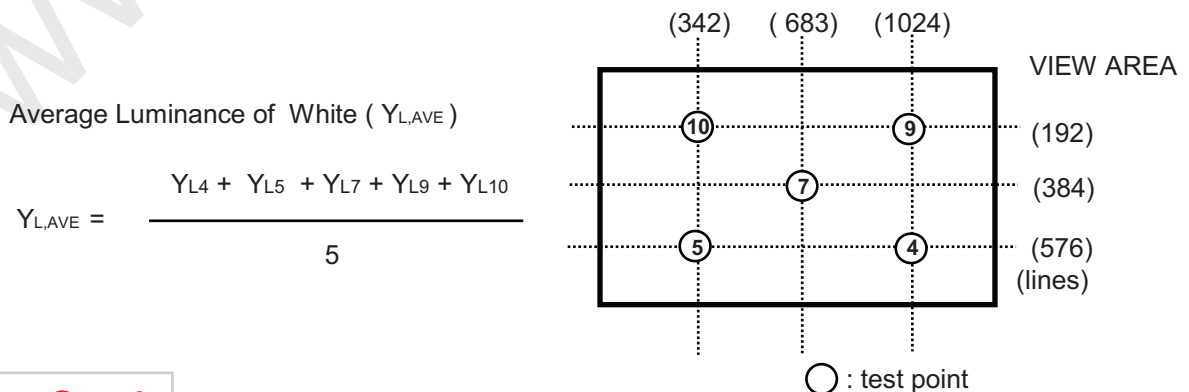 (342) ( 683) (1024)
VIEW AREA
Average Luminance of White ( YL,AVE )
10 9 (192)
YL4 + YL5 + YL7 + YL9 + YL10
7 (384)
YL,AVE =
5
5 4 (576)
(lines)
: test point